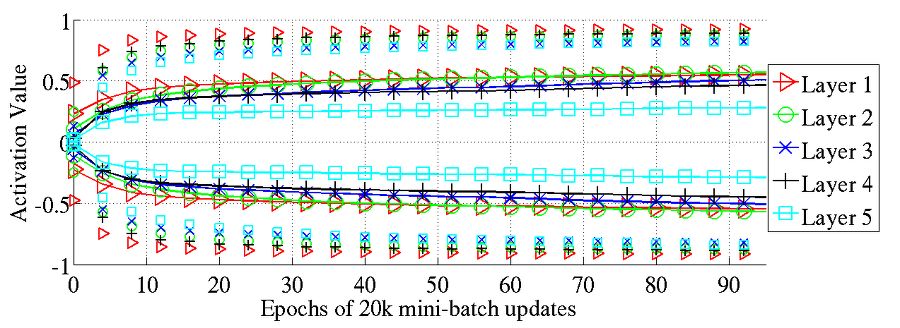 1
0.5
0
-0.5
-1
Activation Value
0 10 20 30 40 50 60 70 80 90
Epochs of 20k mini-batch updates
Layer 1
Layer 2
Layer 3
Layer 4
Layer 5